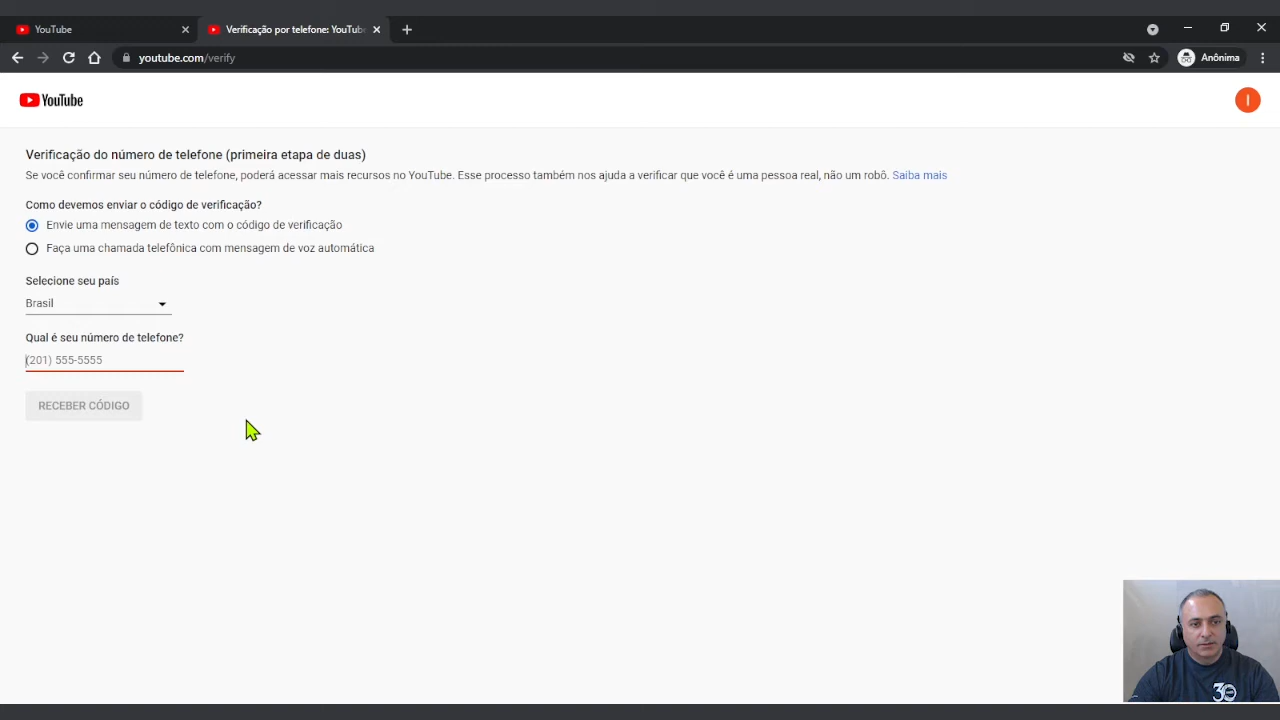 YouTube
Verificação por telefone: YouTub
youtube.com/verify
Anônima
YouTube
I
Verificação do número de telefone (primeira etapa de duas)
Se você confirmar seu número de telefone, poderá acessar mais recursos no YouTube. Esse processo também nos ajuda a verificar que você é uma pessoa real, não um robô. Saiba mais
Como devemos enviar o código de verificação?
Envie uma mensagem de texto com o código de verificação
Faça uma chamada telefônica com mensagem de voz automática
Selecione seu país
Brasil
Qual é seu número de telefone?
(201) 555-5555
RECEBER CÓDIGO
30